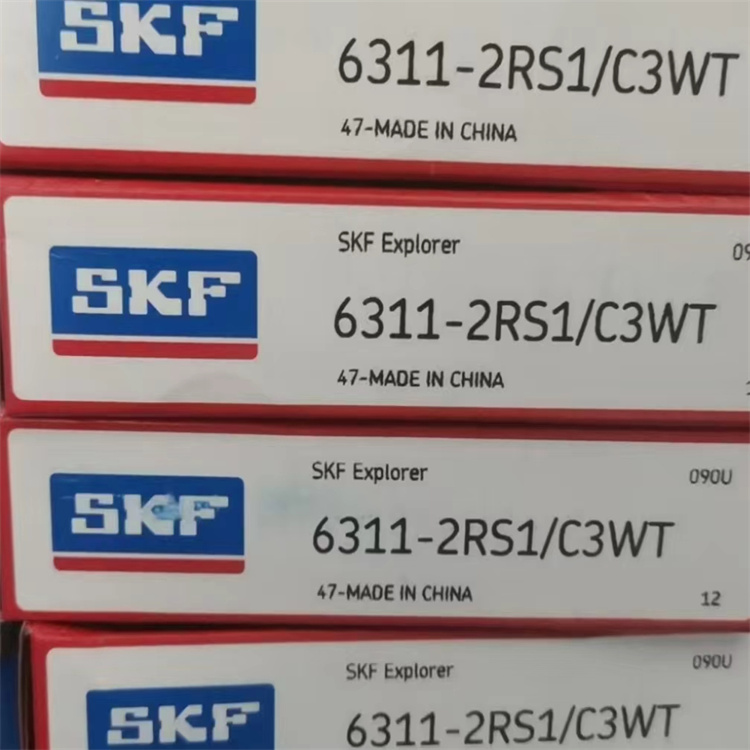 SKF
6311-2RS1/C3WT
47-MADE IN CHINA
SKF Explorer
SKF
6311-2RS1/C3WT
47-MADE IN CHINA
SKF Explorer 090U
SKF
6311-2RS1/C3WT
47-MADE IN CHINA 12
SKF Explorer 090U
SKF
6311-2RS1/C3WT